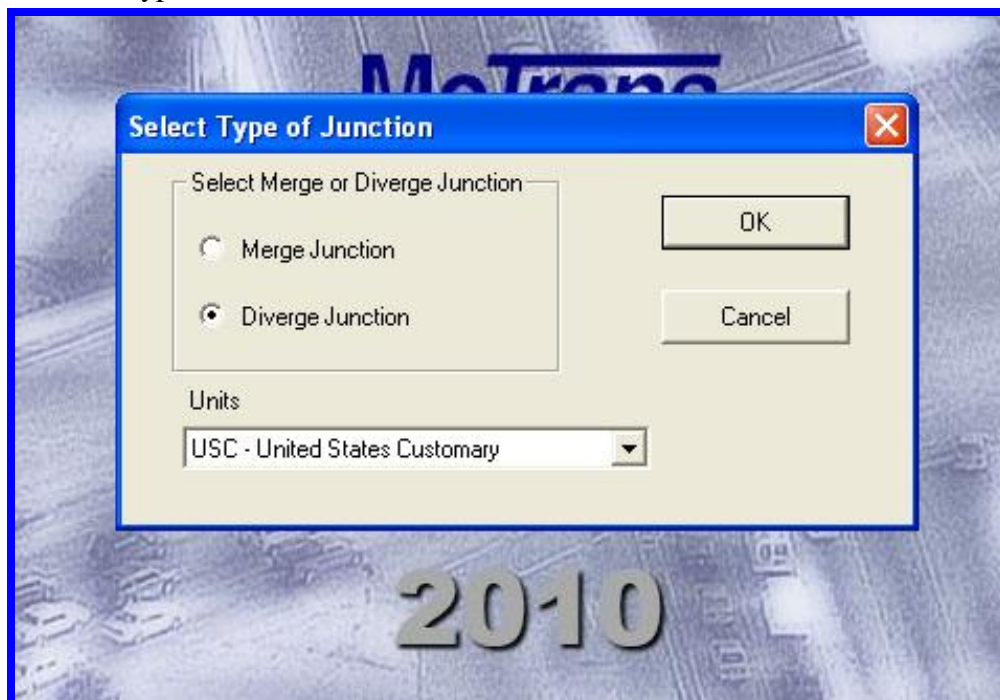 Select Type of Junction
Select Merge or Diverge Junction
Merge Junction
Diverge Junction
OK
Cancel
Units
USC - United States Customary
2010